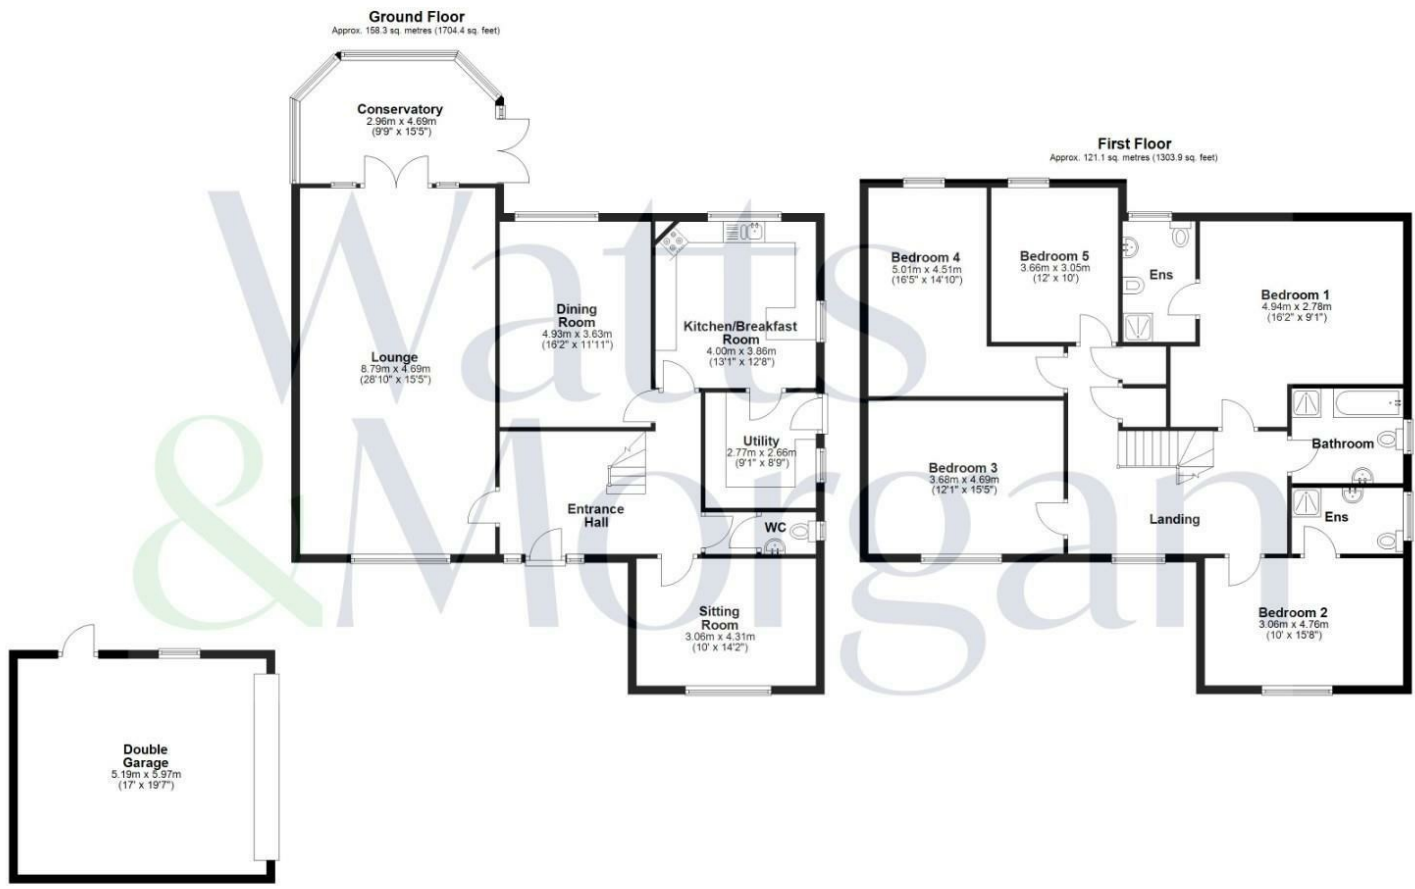 Ground Floor
Approx. 158.3 sq. metres (1704.4 sq. feet)
Conservatory
2.96m x 4.69m
(9'9" x 15'5")
Lounge
8.79m x 4.69m
(28'10" x 15'5")
Dining
Room
4.93m x 3.63m
(16'2" x 11'11")
Kitchen/Breakfast
Room
4.00m x 3.86m
(13'1" x 12'8")
Utility
2.77m x 2.66m
(9'1" x 8'9")
Entrance
Hall
WC
Sitting
Room
3.06m x 4.31m
(10' x 14'2")
Double
Garage
5.19m x 5.97m
(17' x 19'7")
First Floor
Approx. 121.1 sq. metres (1303.9 sq. feet)
Bedroom 4
5.01m x 4.51m
(16'5" x 14'10")
Bedroom 5
3.66m x 3.05m
(12' x 10')
Ens
Bedroom 1
4.94m x 2.78m
(16'2" x 9'1")
Bedroom 3
3.68m x 4.69m
(12'1" x 15'5")
Bathroom
Landing
Ens
Bedroom 2
3.06m x 4.76m
(10' x 15'8")
Watts
&Morgan